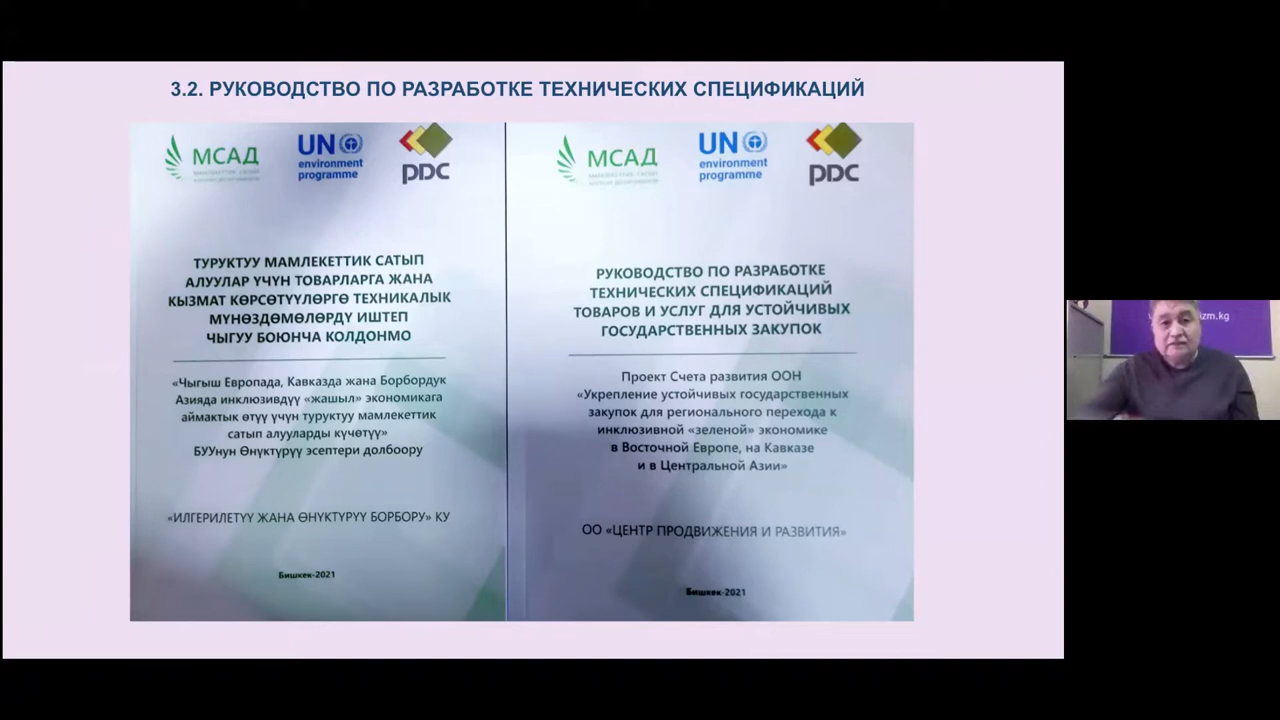 3.2. РУКОВОДСТВО ПО РАЗРАБОТКЕ ТЕХНИЧЕСКИХ СПЕЦИФИКАЦИЙ
МСАД
UN
environment
programme
PDC
ТУРУКТУУ МАМЛЕКЕТТИК САТЫП
АЛУУЛАР ҮЧҮН ТОВАРЛАРГА ЖАНА
КЫЗМАТ КӨРСӨТҮҮЛӨРГӨ ТЕХНИКАЛЫК
МҮНӨЗДӨМӨЛӨРДҮ ИШТЕП
ЧЫГУУ БОЮНЧА КОЛДОНМО
«Чыгыш Европада, Кавказда жана Борбордук
Азияда инклюзивдүү «жашыл» экономикага
аймактык өтүү үчүн туруктуу мамлекеттик
сатып алууларды күчөтүү»
БУУнун Өнүктүрүү эсептери долбоору
«ИЛГЕРИЛЕТҮҮ ЖАНА ӨНҮКТҮРҮҮ БОРБОРУ» КУ
Бишкек-2021
МСАД
UN
environment
programme
PDC
РУКОВОДСТВО ПО РАЗРАБОТКЕ
ТЕХНИЧЕСКИХ СПЕЦИФИКАЦИЙ
ТОВАРОВ И УСЛУГ ДЛЯ УСТОЙЧИВЫХ
ГОСУДАРСТВЕННЫХ ЗАКУПОК
Проект Счета развития ООН
«Укрепление устойчивых государственных
закупок для регионального перехода к
инклюзивной «зеленой» экономике
в Восточной Европе, на Кавказе
и в Центральной Азии»
ОО «ЦЕНТР ПРОДВИЖЕНИЯ И РАЗВИТИЯ»
Бишкек-2021